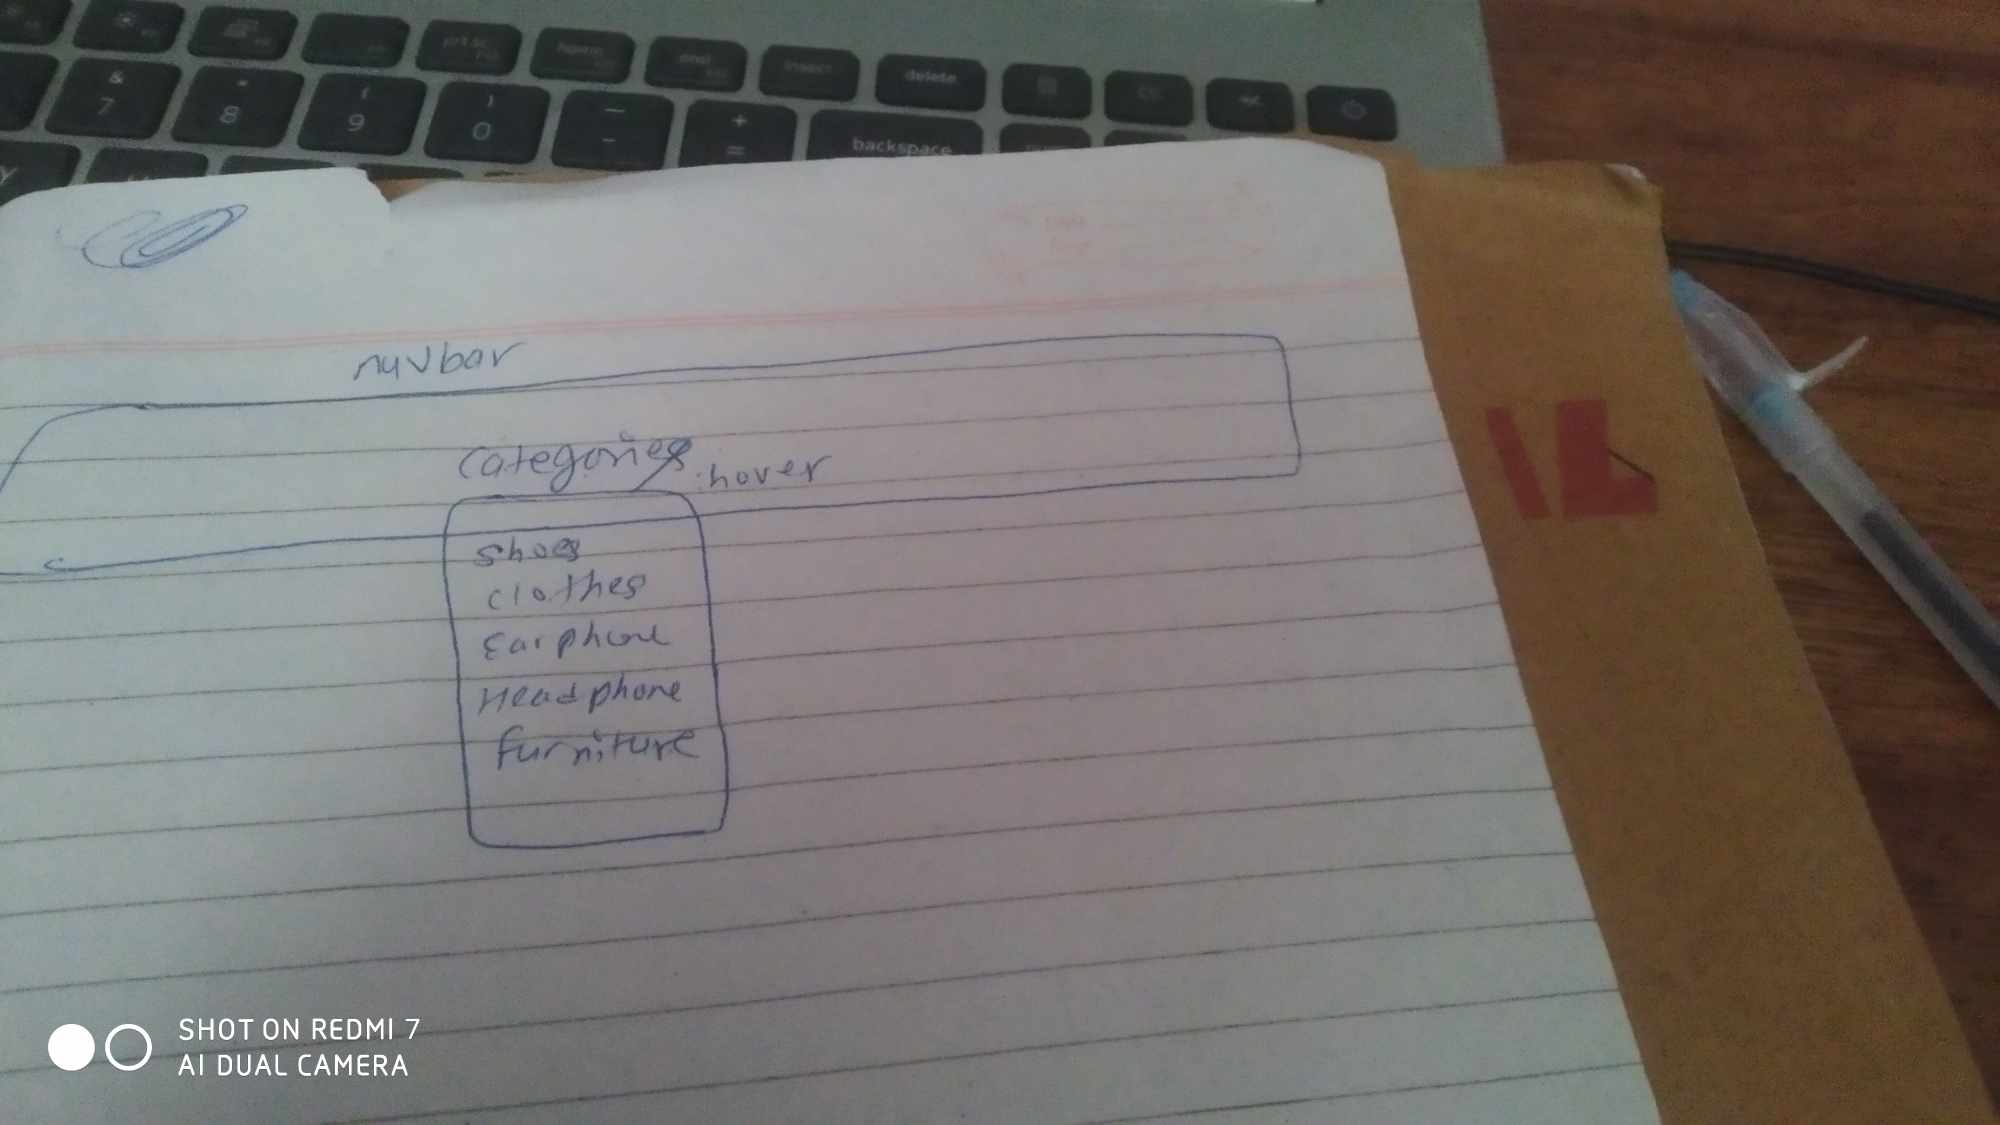 prt sc
home
end
insert
delete
&
7
*
8
(
9
)
0
—
-
+
=
backspace
Y
navbar
categories
:hover
shoes
clothes
Earphone
Headphone
furniture
SHOT ON REDMI 7
AI DUAL CAMERA